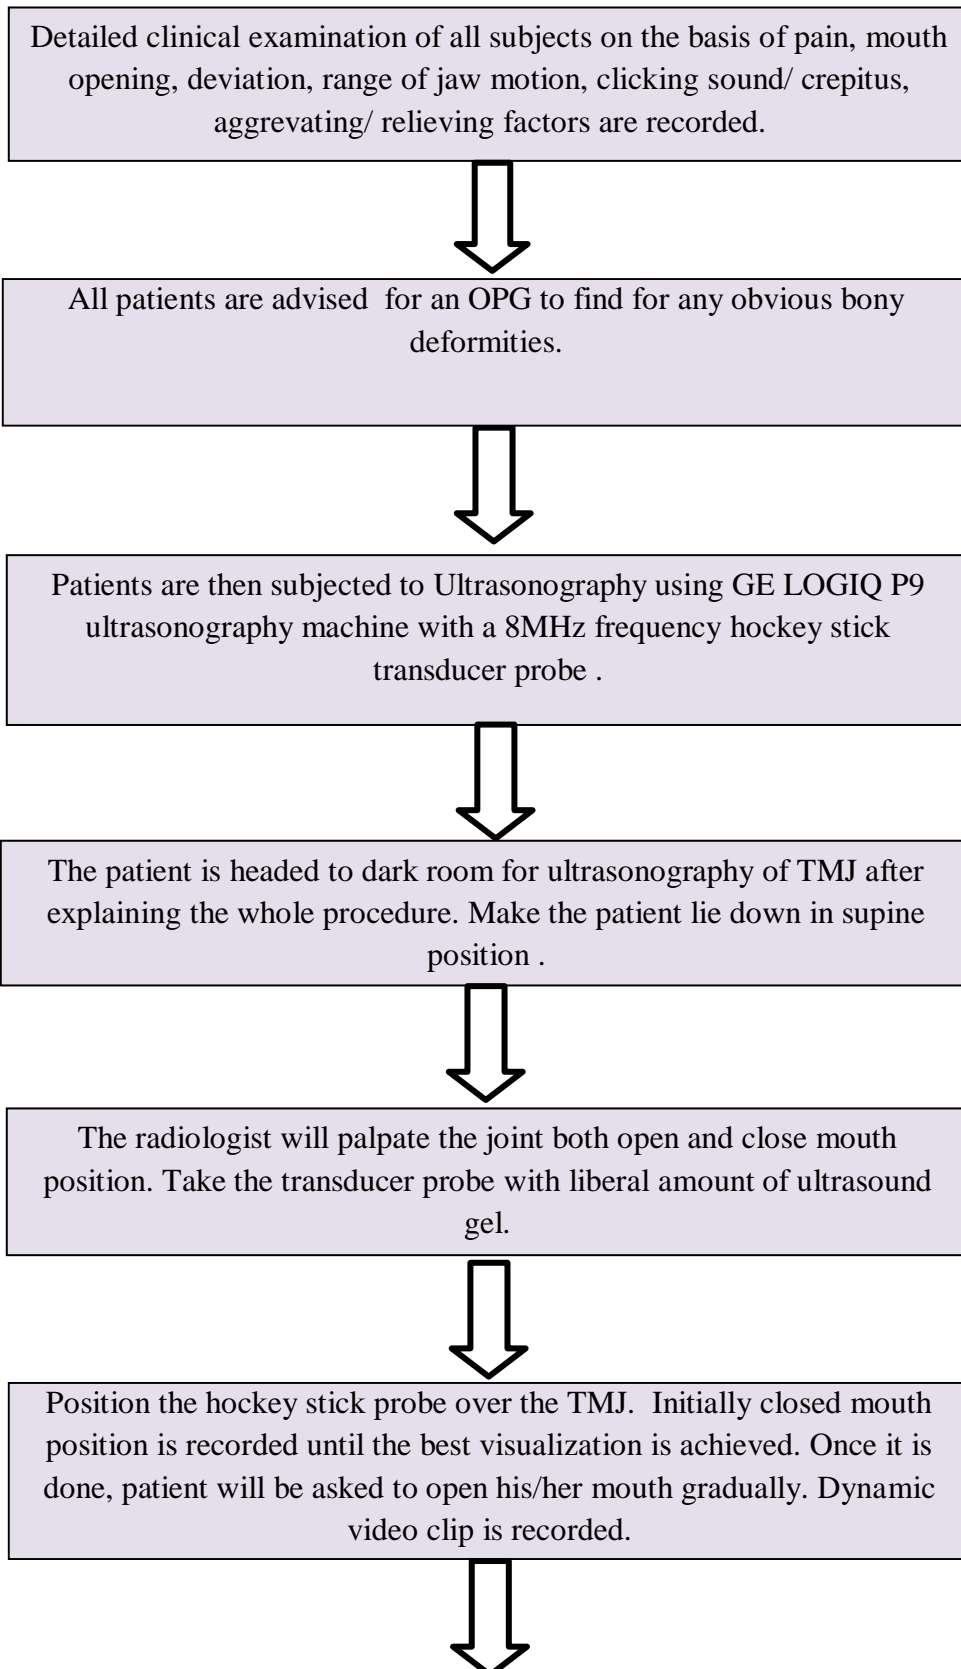 Detailed clinical examination of all subjects on the basis of pain, mouth
opening, deviation, range of jaw motion, clicking sound/ crepitus,
aggrevating/ relieving factors are recorded.
All patients are advised  for an OPG to find for any obvious bony
deformities.
Patients are then subjected to Ultrasonography using GE LOGIQ P9
ultrasonography machine with a 8MHz frequency hockey stick
transducer probe .
The patient is headed to dark room for ultrasonography of TMJ after
explaining the whole procedure. Make the patient lie down in supine
position .
The radiologist will palpate the joint both open and close mouth
position. Take the transducer probe with liberal amount of ultrasound
gel.
Position the hockey stick probe over the TMJ.  Initially closed mouth
position is recorded until the best visualization is achieved. Once it is
done, patient will be asked to open his/her mouth gradually. Dynamic
video clip is recorded.